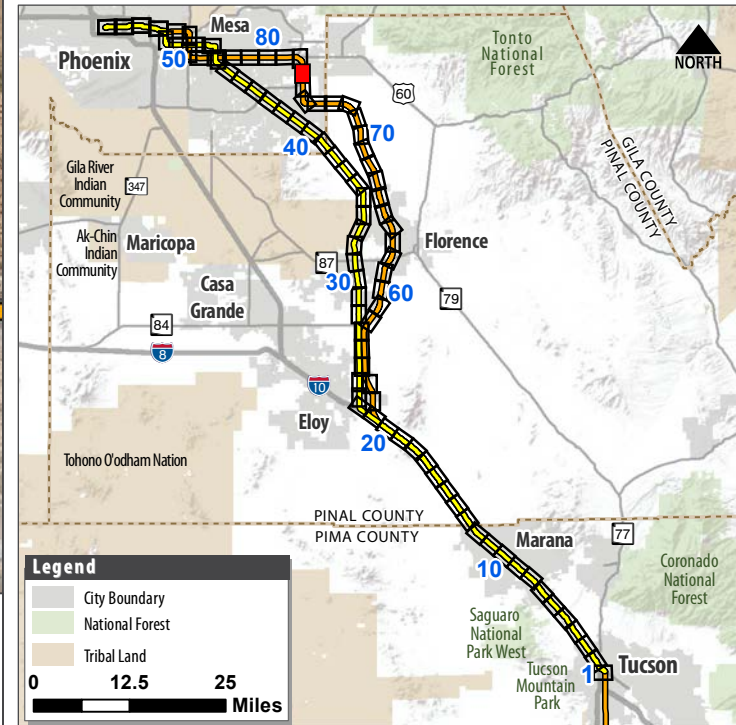 Mesa
80
Phoenix
50
Tonto
National
Forest
NORTH
60
70
40
GILA COUNTY
PINAL COUNTY
Gila River
Indian
Community
347
Ak-Chin
Indian
Community
Maricopa
87
Florence
Casa
Grande
30
60
79
84
8
10
Eloy
20
Tohono O'odham Nation
PINAL COUNTY
PIMA COUNTY
Marana
77
10
Coronado
National
Forest
Saguaro
National
Park West
Tucson
Mountain
Park
1
Tucson
Legend
City Boundary
National Forest
Tribal Land
0 12.5 25
Miles